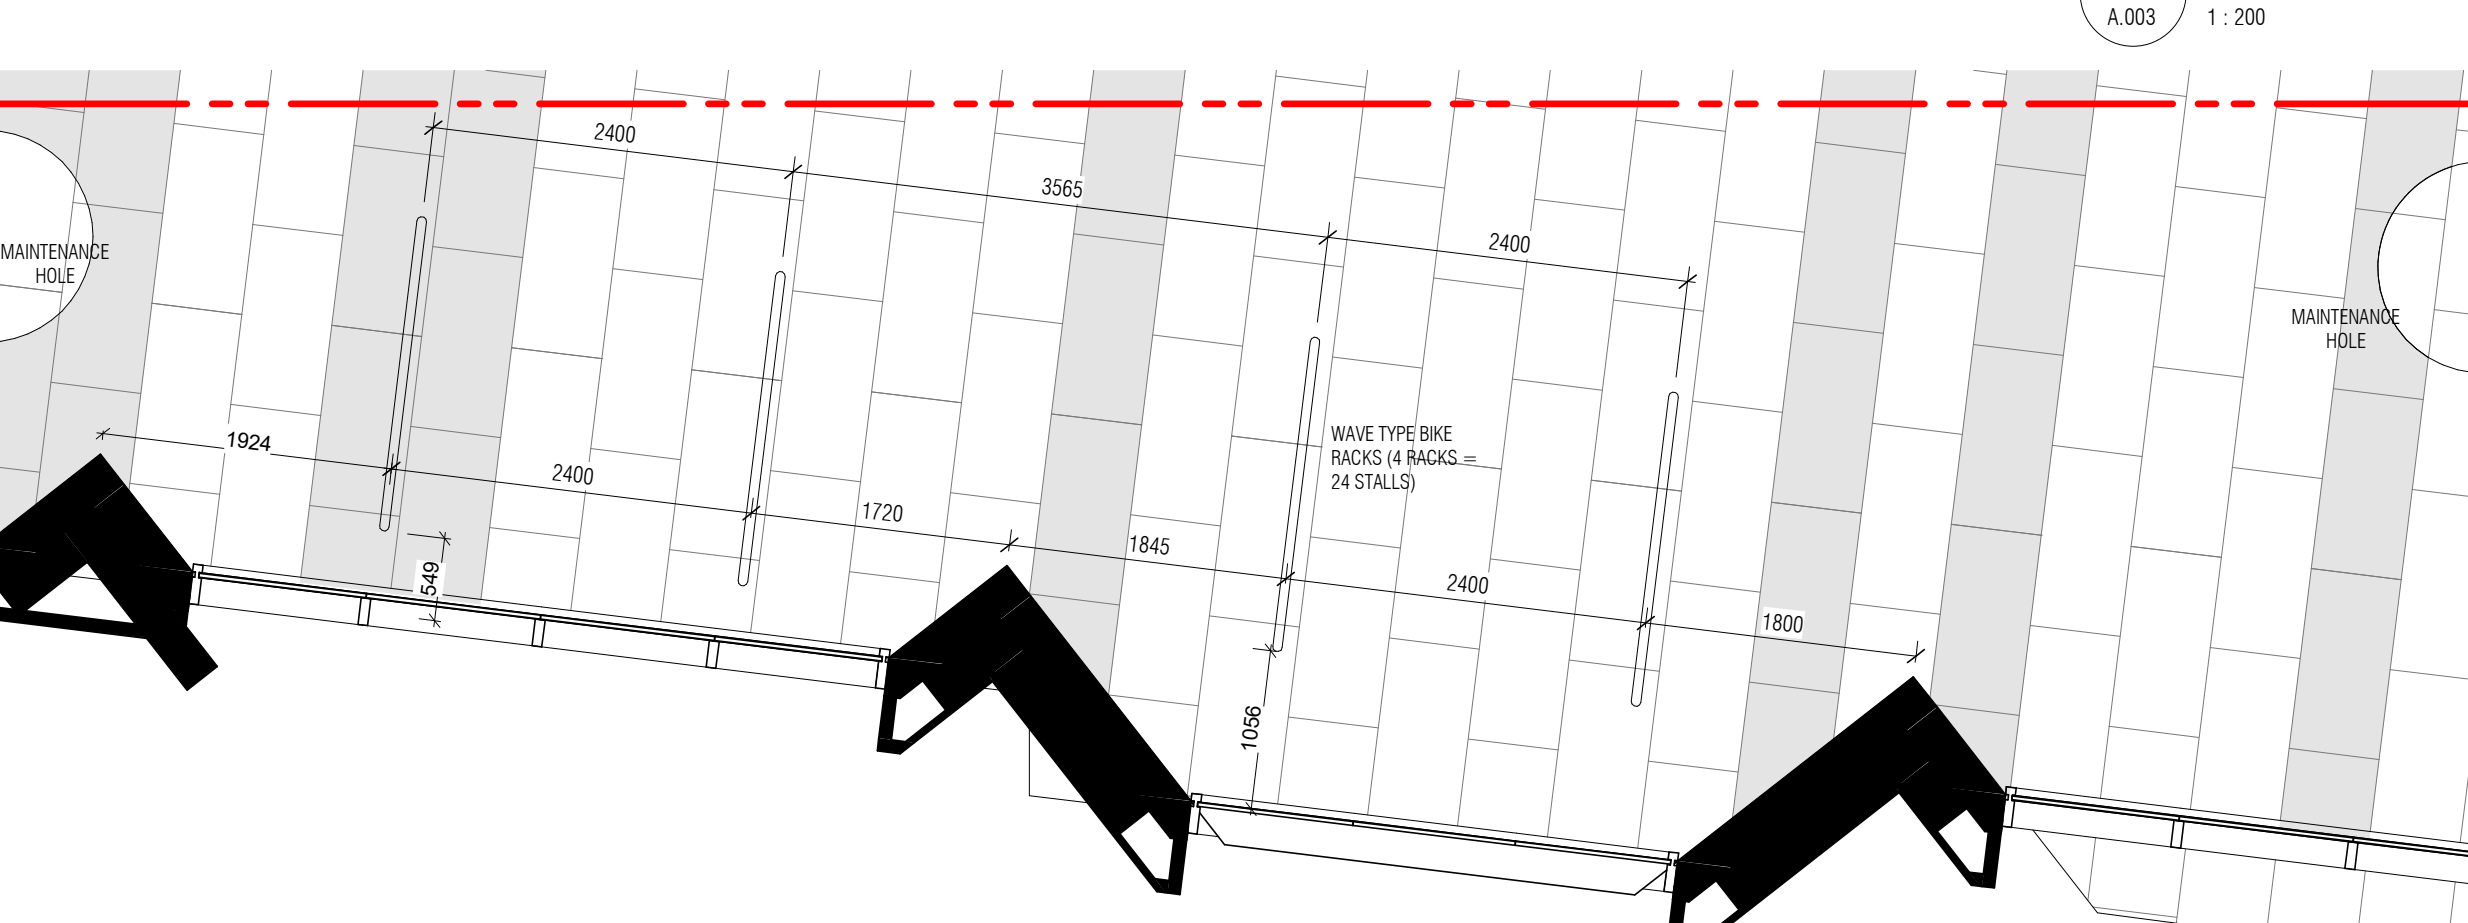 A.003
1 : 200
2400
3565
2400
MAINTENANCE
HOLE
MAINTENANCE
HOLE
1924
2400
1720
1845
2400
1800
WAVE TYPE BIKE
RACKS (4 RACKS =
24 STALLS)
549
1056